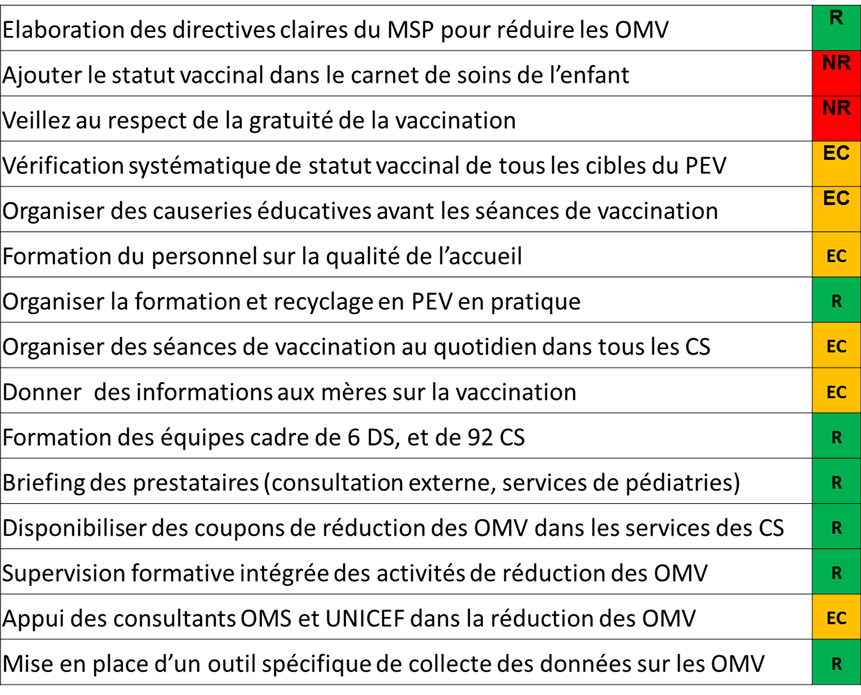 Elaboration des directives claires du MSP pour réduire les OMV R
Ajouter le statut vaccinal dans le carnet de soins de l’enfant NR
Veillez au respect de la gratuité de la vaccination NR
Vérification systématique de statut vaccinal de tous les cibles du PEV EC
Organiser des causeries éducatives avant les séances de vaccination EC
Formation du personnel sur la qualité de l’accueil EC
Organiser la formation et recyclage en PEV en pratique R
Organiser des séances de vaccination au quotidien dans tous les CS EC
Donner des informations aux mères sur la vaccination EC
Formation des équipes cadre de 6 DS, et de 92 CS R
Briefing des prestataires (consultation externe, services de pédiatries) R
Disponibiliser des coupons de réduction des OMV dans les services des CS R
Supervision formative intégrée des activités de réduction des OMV R
Appui des consultants OMS et UNICEF dans la réduction des OMV EC
Mise en place d’un outil spécifique de collecte des données sur les OMV R